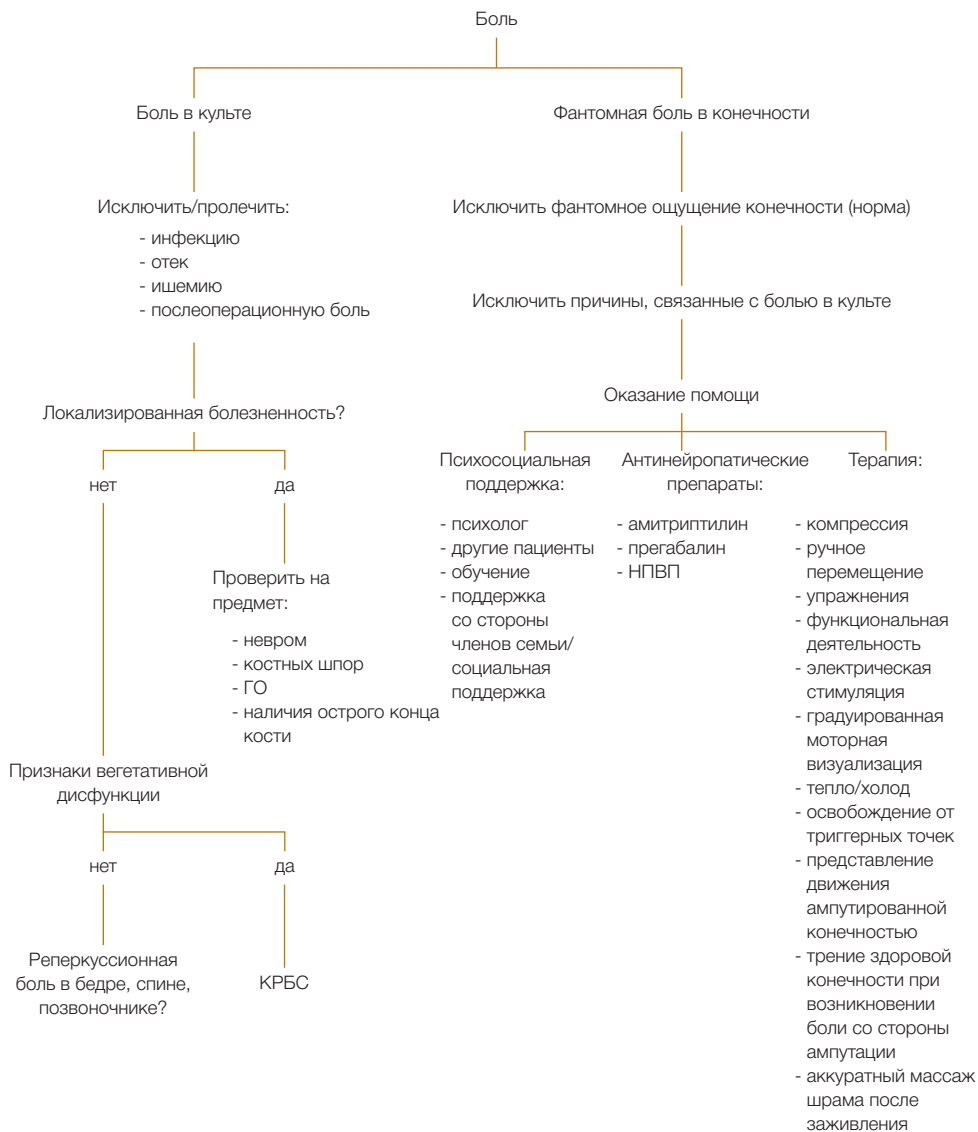 Боль
Боль в культе
Исключить/пролечить:
- инфекцию
- отек
- ишемию
- послеоперационную боль
Локализированная болезненность?
нет
да
Проверить на
предмет:
- невром
- костных шпор
- ГО
- наличия острого конца
кости
Признаки вегетативной
дисфункции
нет
да
Реперкуссионная
боль в бедре, спине,
позвоночнике?
КРБС
Фантомная боль в конечности
Исключить фантомное ощущение конечности (норма)
Исключить причины, связанные с болью в культе
Оказание помощи
Психосоциальная
поддержка:
- психолог
- другие пациенты
- обучение
- поддержка
со стороны
членов семьи/
социальная
поддержка
Антинейропатические
препараты:
- амитриптилин
- прегабалин
- НПВП
Терапия:
- компрессия
- ручное
перемещение
- упражнения
- функциональная
деятельность
- электрическая
стимуляция
- градуированная
моторная
визуализация
- тепло/холод
- освобождение от
триггерных точек
- представление
движения
ампутированной
конечностью
- трение здоровой
конечности при
возникновении
боли со стороны
ампутации
- аккуратный массаж
шрама после
заживления